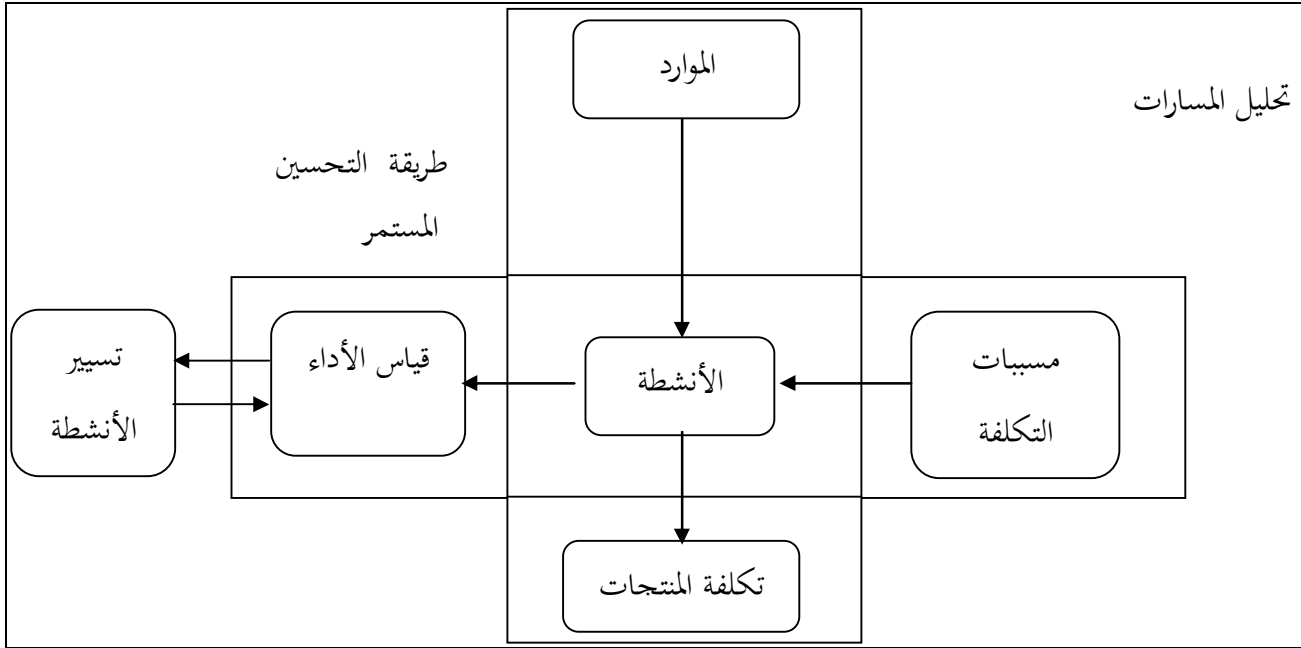 الموارد
تحليل المسارات
طريقة التحسين
المستمر
مسببات
التكلفة
الأنشطة
قياس الأداء
تسيير
الأنشطة
تكلفة المنتجات